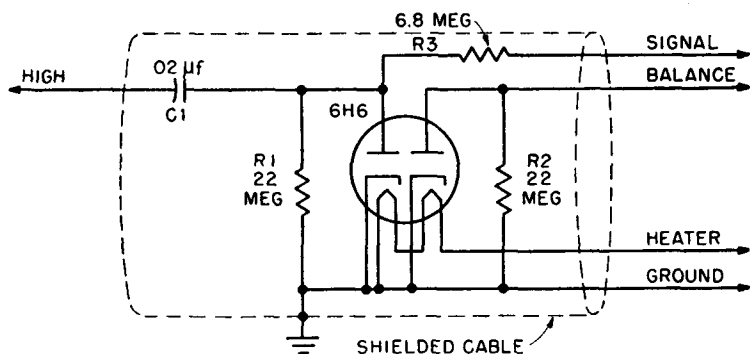 6.8 MEG
R3
SIGNAL
HIGH
02 µf
C1
BALANCE
6H6
R1
22
MEG
R2
22
MEG
HEATER
GROUND
SHIELDED CABLE